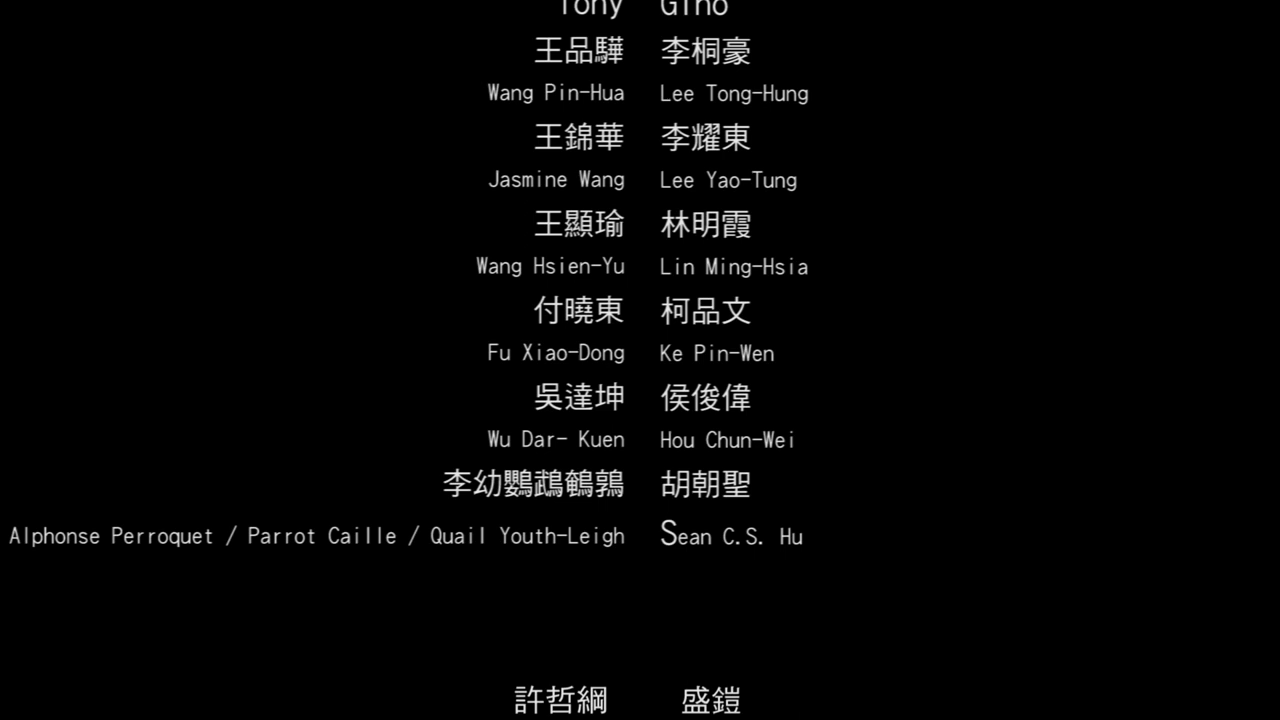 Tony Gino
王品驊 李桐豪
Wang Pin-Hua Lee Tong-Hung
王錦華 李耀東
Jasmine Wang Lee Yao-Tung
王顯瑜 林明霞
Wang Hsien-Yu Lin Ming-Hsia
付曉東 柯品文
Fu Xiao-Dong Ke Pin-Wen
吳達坤 侯俊偉
Wu Dar- Kuen Hou Chun-Wei
李幼鸚鵡鵪鶉 胡朝聖
Alphonse Perroquet / Parrot Caille / Quail Youth-Leigh Sean C.S. Hu
許哲綱 盛鎧